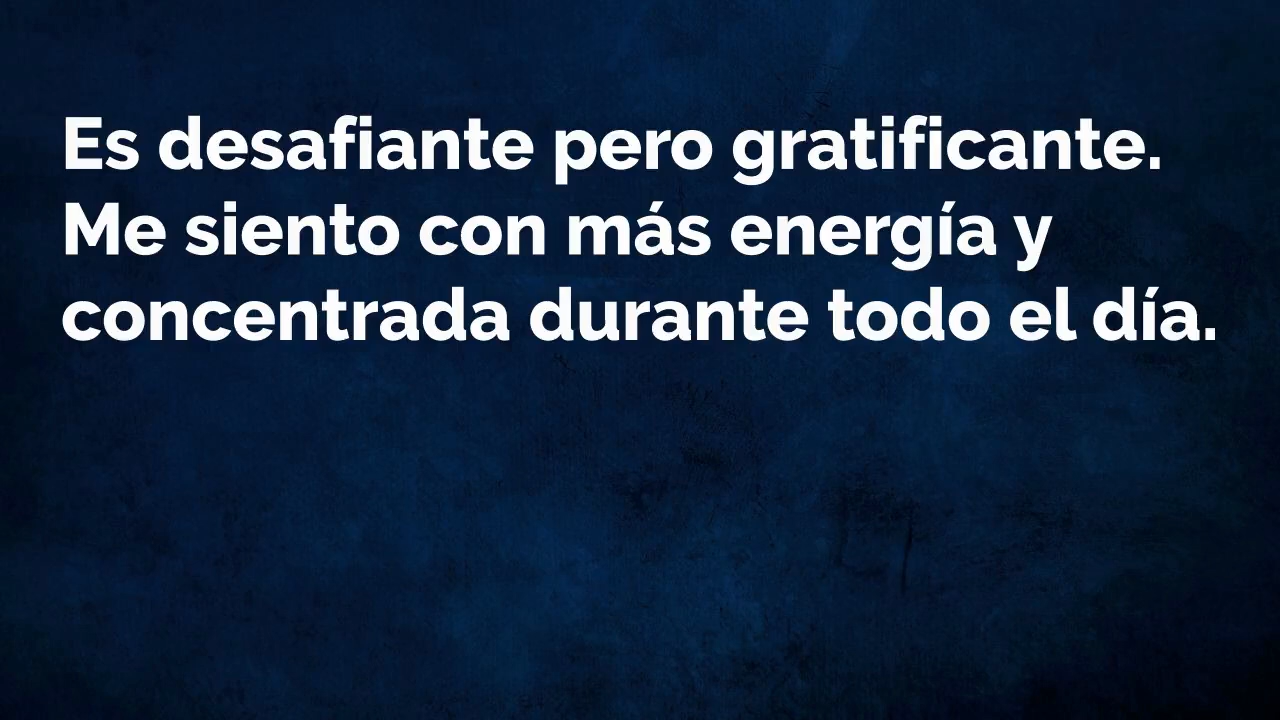 Es desafiante pero gratificante.
Me siento con más energía y
concentrada durante todo el día.